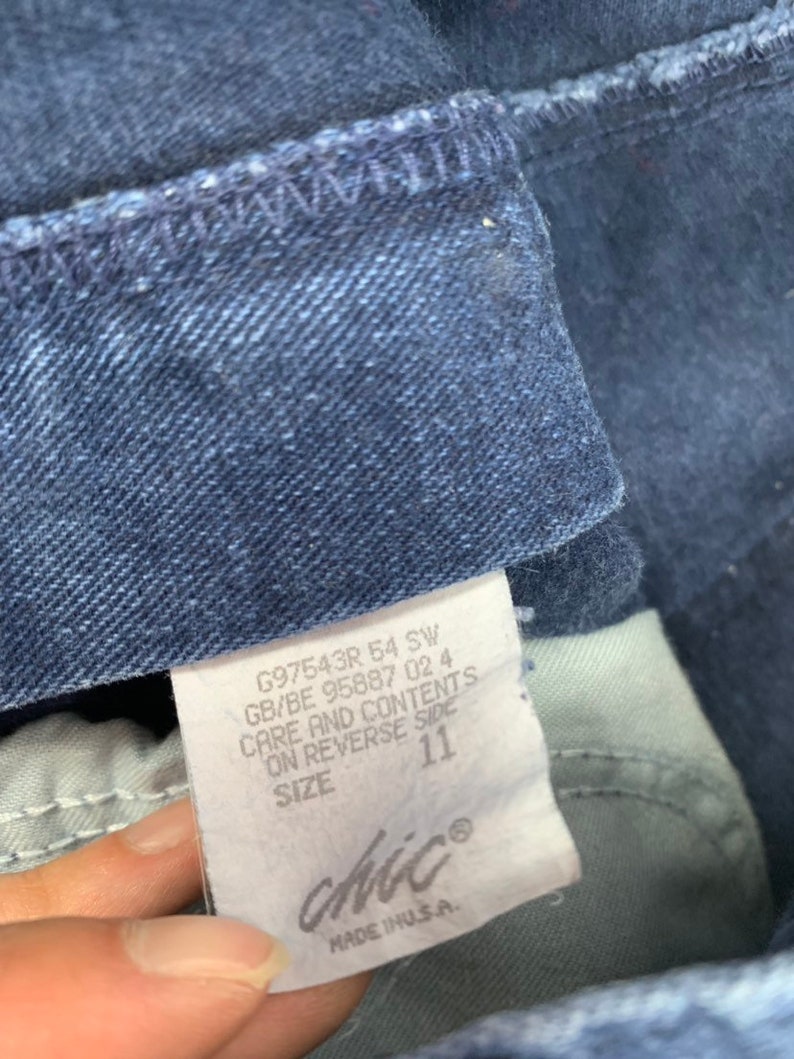 G97543R 54 SW
GB/BE 95887 02 4
CARE AND CONTENTS
ON REVERSE SIDE
SIZE 11
chic®
MADE IN U.S.A.